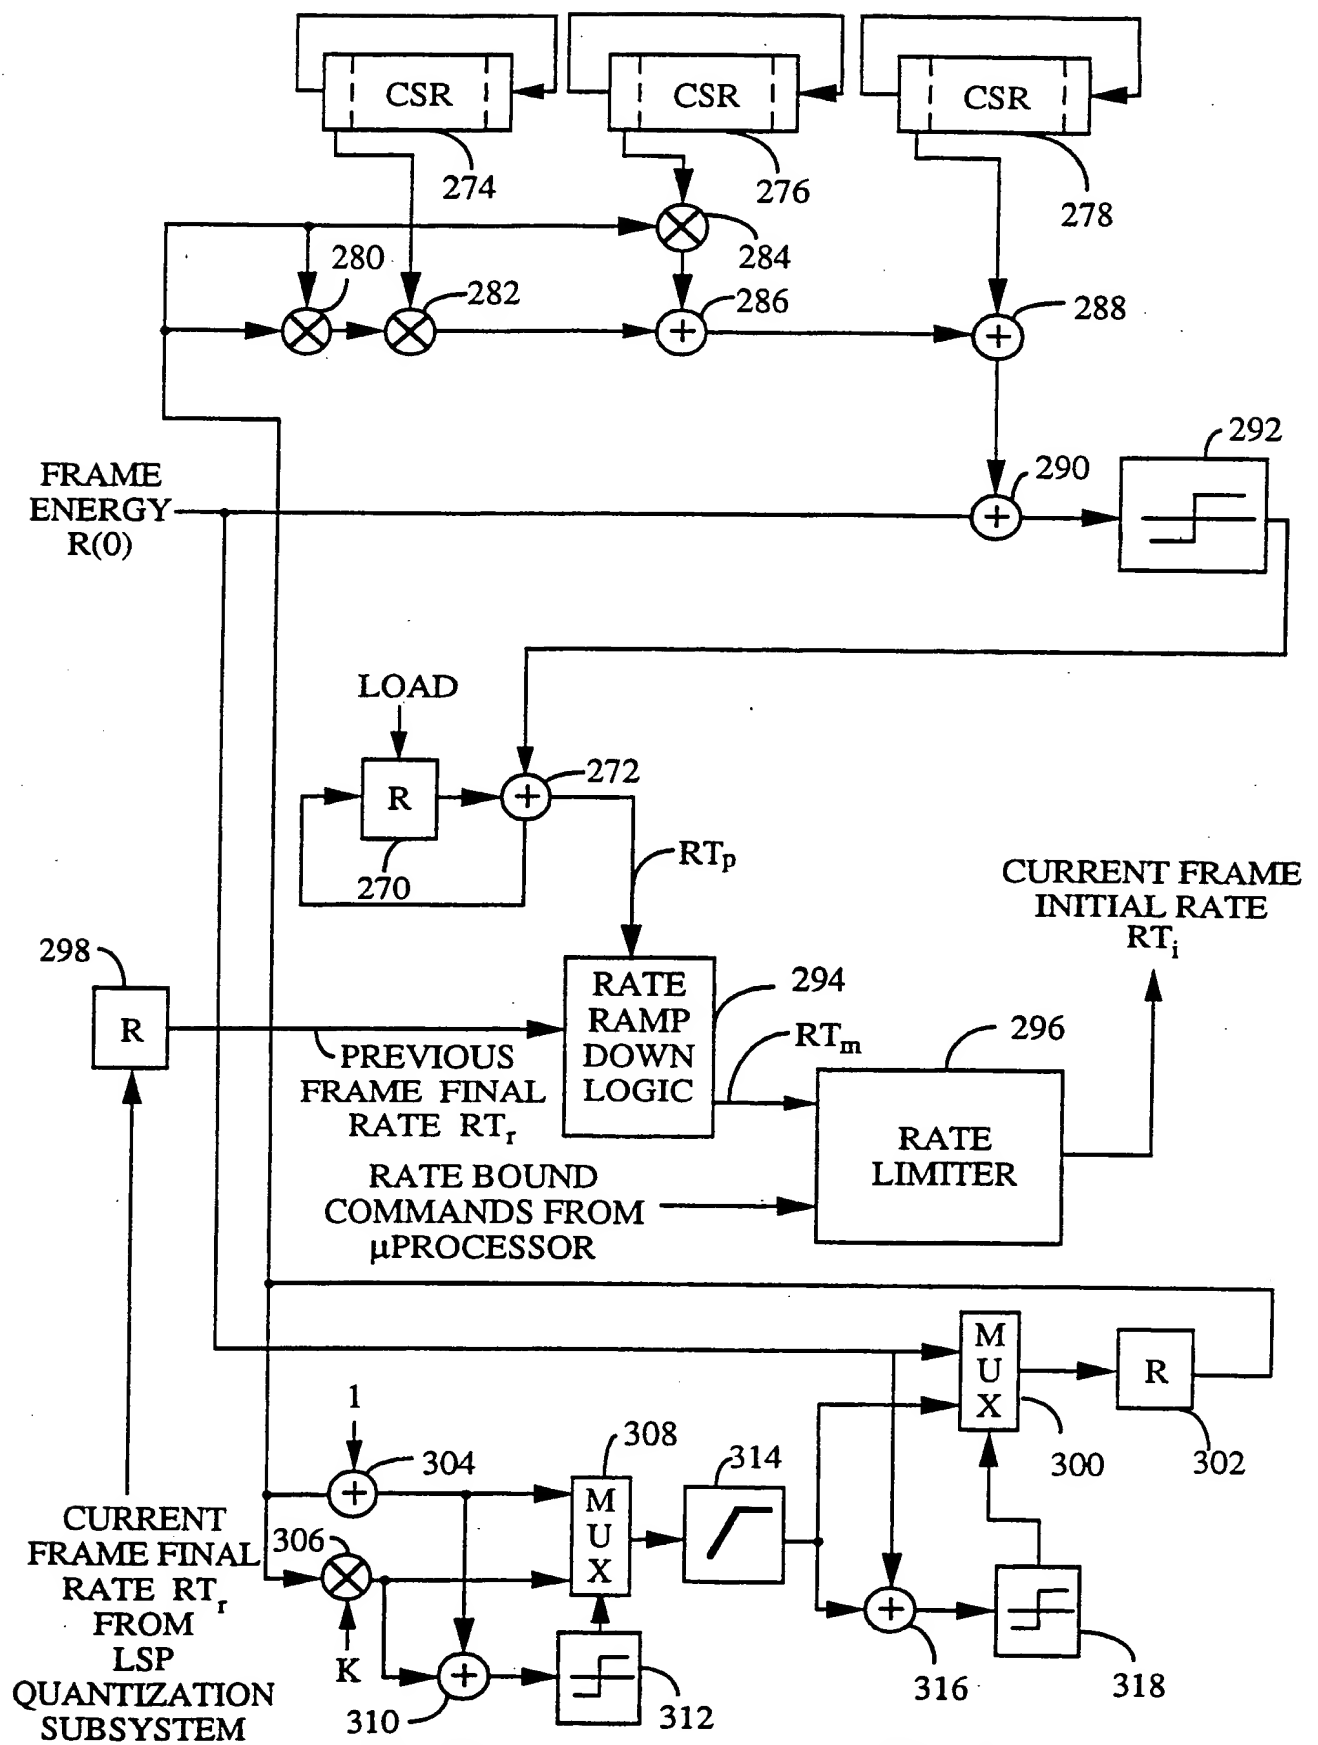 CSR
CSR
CSR
274
276
278
280
282
284
286
288
FRAME
ENERGY
R(0)
290
292
LOAD
R
270
272
RTp
CURRENT FRAME
INITIAL RATE
RTi
298
R
RATE
RAMP
DOWN
LOGIC
294
RTm
296
PREVIOUS
FRAME FINAL
RATE RTr
RATE
LIMITER
RATE BOUND
COMMANDS FROM
µPROCESSOR
M
U
X
300
R
302
1
304
308
M
U
X
314
306
K
310
312
316
318
CURRENT
FRAME FINAL
RATE RTr
FROM
LSP
QUANTIZATION
SUBSYSTEM